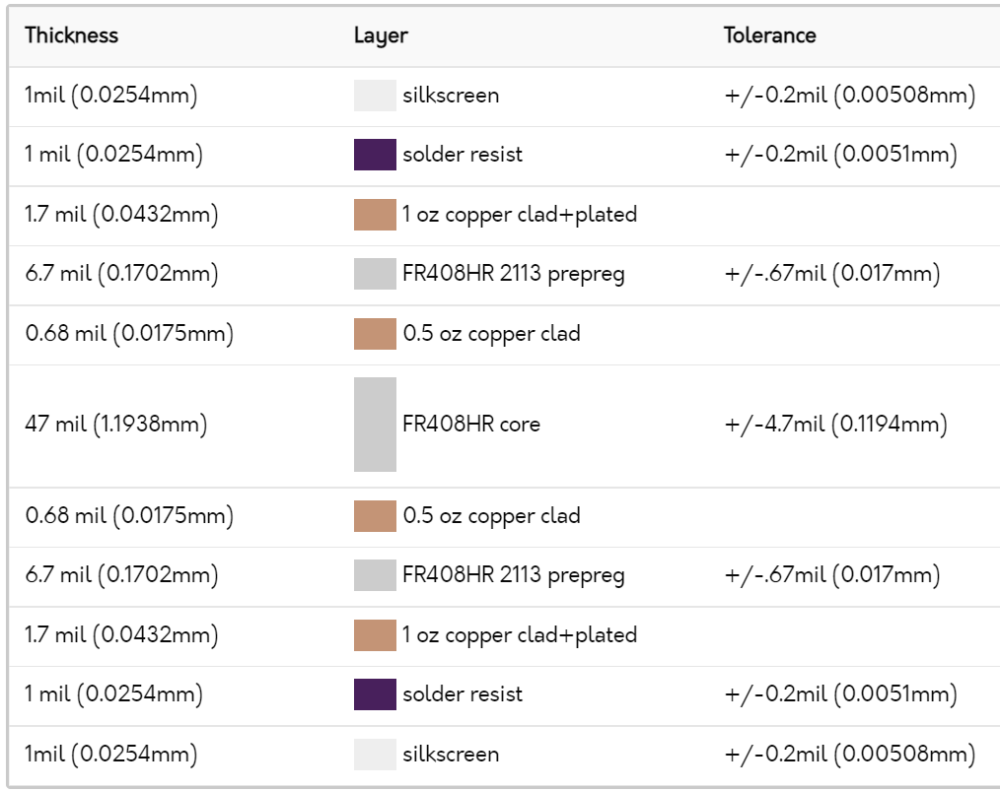 Thickness Layer Tolerance
1mil (0.0254mm) silkscreen +/-0.2mil (0.00508mm)
1 mil (0.0254mm) solder resist +/-0.2mil (0.0051mm)
1.7 mil (0.0432mm) 1 oz copper clad+plated
6.7 mil (0.1702mm) FR408HR 2113 prepreg +/-.67mil (0.017mm)
0.68 mil (0.0175mm) 0.5 oz copper clad
47 mil (1.1938mm) FR408HR core +/-4.7mil (0.1194mm)
0.68 mil (0.0175mm) 0.5 oz copper clad
6.7 mil (0.1702mm) FR408HR 2113 prepreg +/-.67mil (0.017mm)
1.7 mil (0.0432mm) 1 oz copper clad+plated
1 mil (0.0254mm) solder resist +/-0.2mil (0.0051mm)
1mil (0.0254mm) silkscreen +/-0.2mil (0.00508mm)